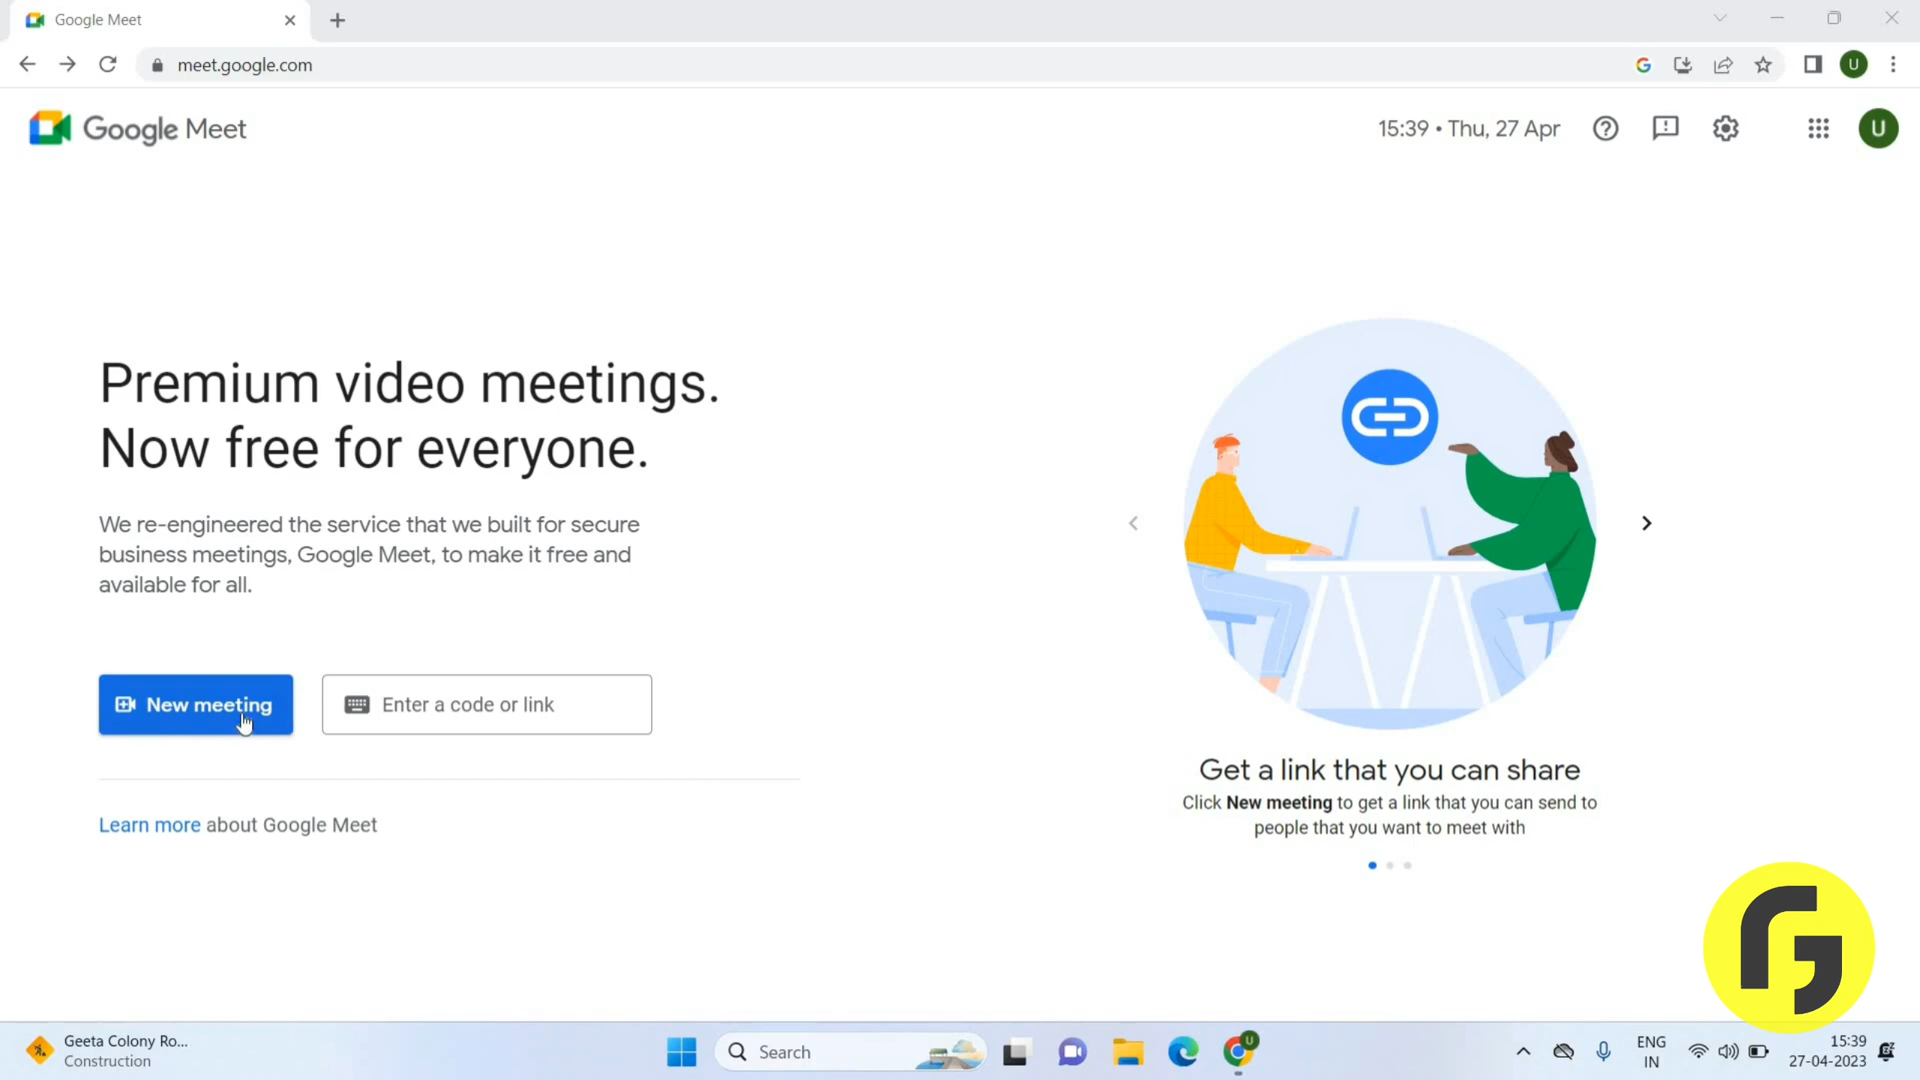 Google Meet
meet.google.com
U
Google Meet
15:39 • Thu, 27 Apr
U
Premium video meetings.
Now free for everyone.
We re-engineered the service that we built for secure
business meetings, Google Meet, to make it free and
available for all.
New meeting
Enter a code or link
Learn more about Google Meet
Get a link that you can share
Click New meeting to get a link that you can send to
people that you want to meet with
Geeta Colony Ro...
Construction
Search
U
ENG
IN
15:39
27-04-2023